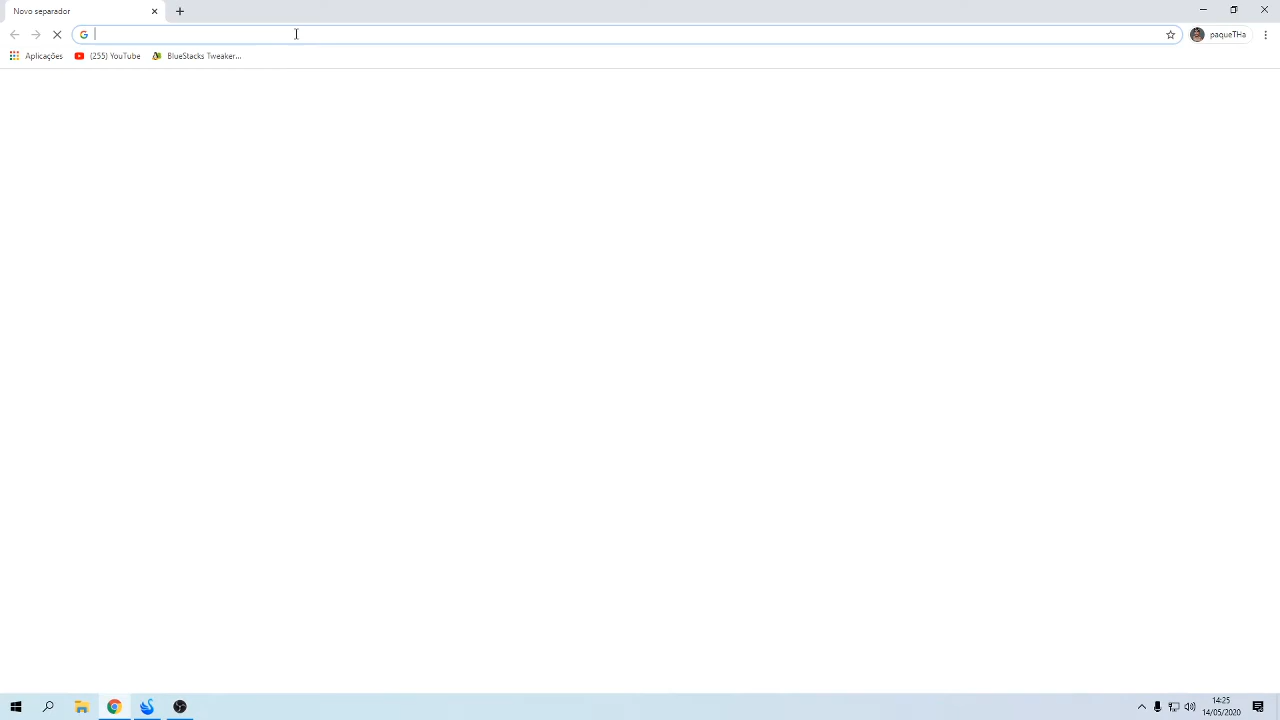 Novo separador
paqueTHa
Aplicações (255) YouTube BlueStacks Tweaker...
14:25
14/05/2020